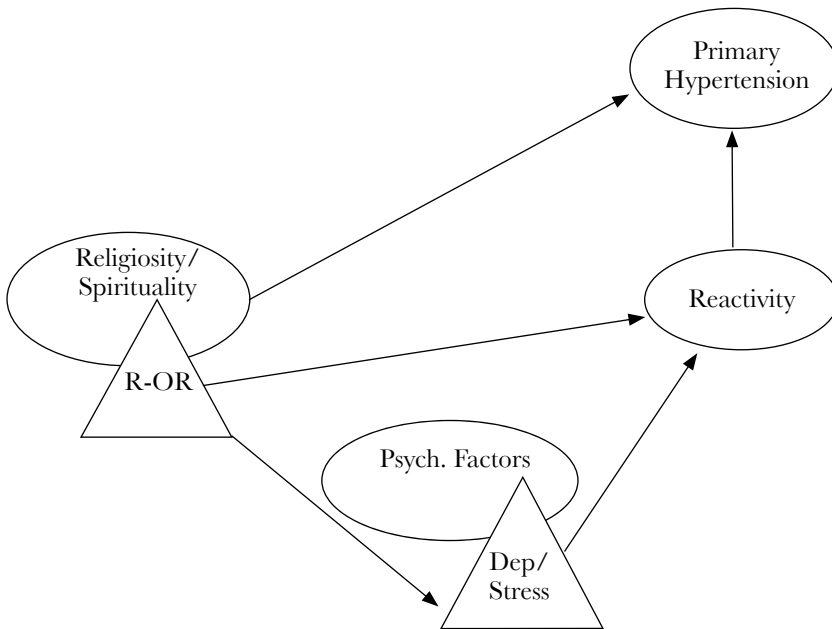 Primary
Hypertension
Religiosity/
Spirituality
Reactivity
R-OR
Psych. Factors
Dep/
Stress